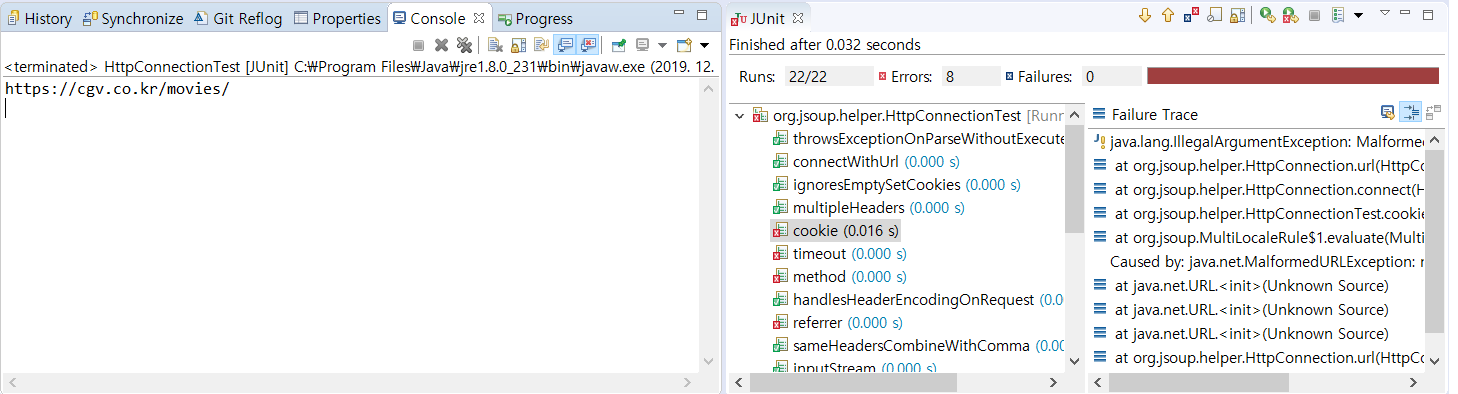 History Synchronize Git Reflog Properties Console Progress
<terminated> HttpConnectionTest [JUnit] C:₩Program Files₩Java₩jre1.8.0_231₩bin₩javaw.exe (2019. 12.
https://cgv.co.kr/movies/
JUnit
Finished after 0.032 seconds
Runs: 22/22 Errors: 8 Failures: 0
org.jsoup.helper.HttpConnectionTest [Runn
throwsExceptionOnParseWithoutExecute
connectWithUrl (0.000 s)
ignoresEmptySetCookies (0.000 s)
multipleHeaders (0.000 s)
cookie (0.016 s)
timeout (0.000 s)
method (0.000 s)
handlesHeaderEncodingOnRequest (0.0
referrer (0.000 s)
sameHeadersCombineWithComma (0.00
inputStream (0.000 s)
Failure Trace
java.lang.IllegalArgumentException: Malformed
at org.jsoup.helper.HttpConnection.url(HttpCo
at org.jsoup.helper.HttpConnection.connect(H
at org.jsoup.helper.HttpConnectionTest.cookie
at org.jsoup.MultiLocaleRule$1.evaluate(Multi
Caused by: java.net.MalformedURLException: n
at java.net.URL.<init>(Unknown Source)
at java.net.URL.<init>(Unknown Source)
at java.net.URL.<init>(Unknown Source)
at org.jsoup.helper.HttpConnection.url(HttpCo